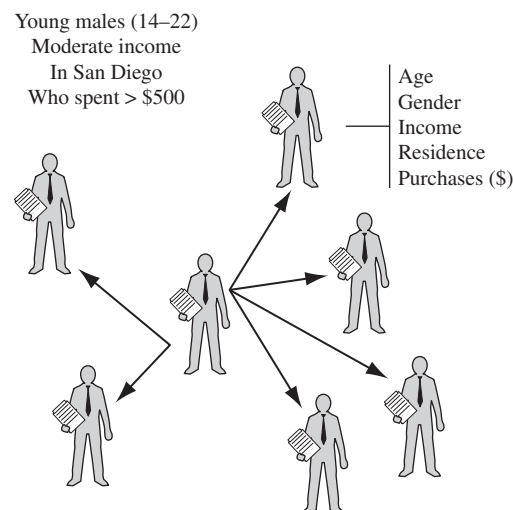 Young males (14–22)
Moderate income
In San Diego
Who spent > $500
Age
Gender
Income
Residence
Purchases ($)